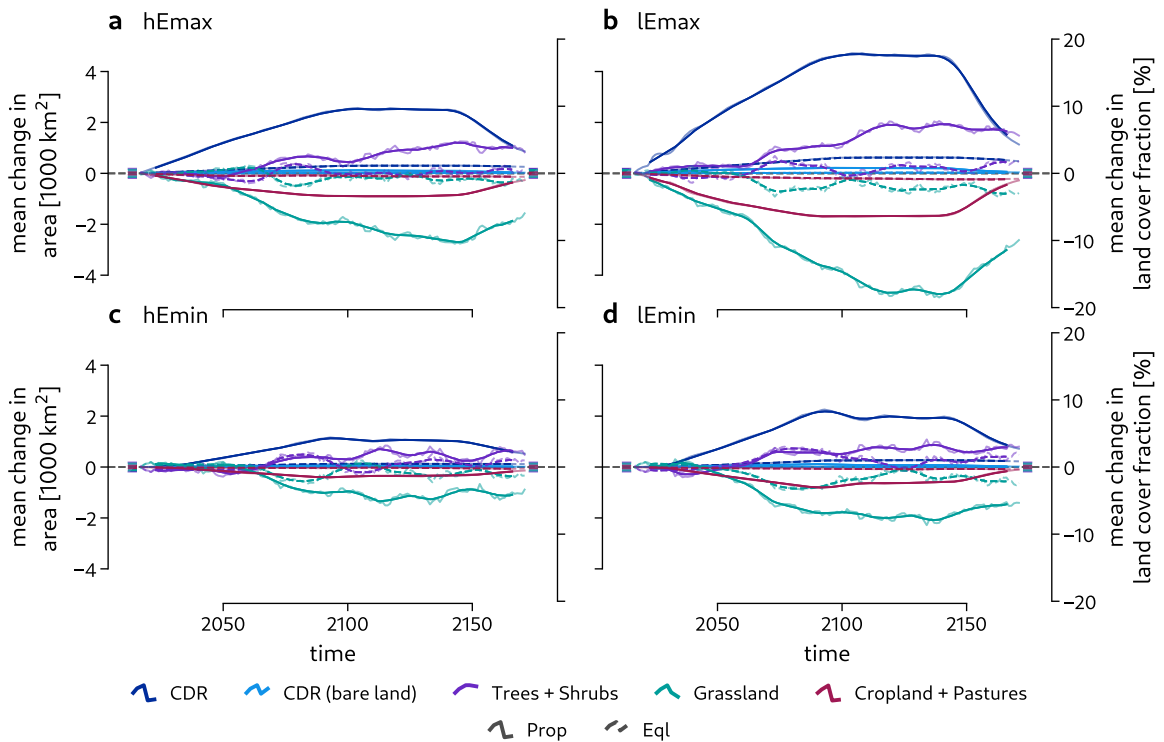 a hEmax
b lEmax
mean change in
area [1000 km²]
4
2
0
−2
−4
20
10
0
−10
−20
mean change in
land cover fraction [%]
c hEmin
d lEmin
mean change in
area [1000 km²]
4
2
0
−2
−4
20
10
0
−10
−20
mean change in
land cover fraction [%]
2050 2100 2150
2050 2100 2150
time
time
CDR CDR (bare land) Trees + Shrubs Grassland Cropland + Pastures
Prop Eql